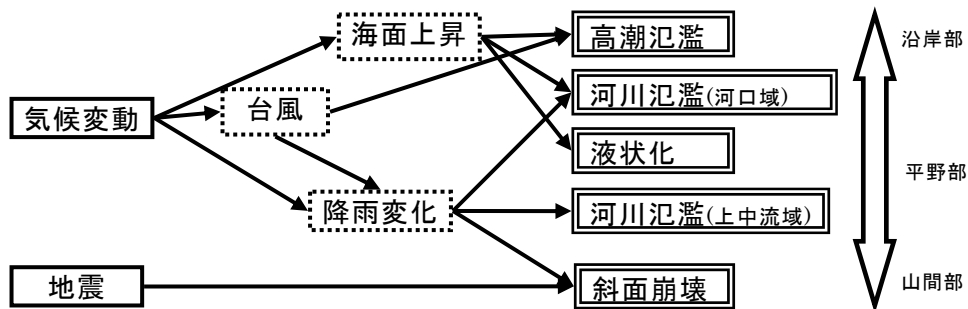 海面上昇
高潮氾濫
沿岸部
河川氾濫(河口域)
台風
気候変動
液状化
平野部
降雨変化
河川氾濫(上中流域)
地震
斜面崩壊
山間部